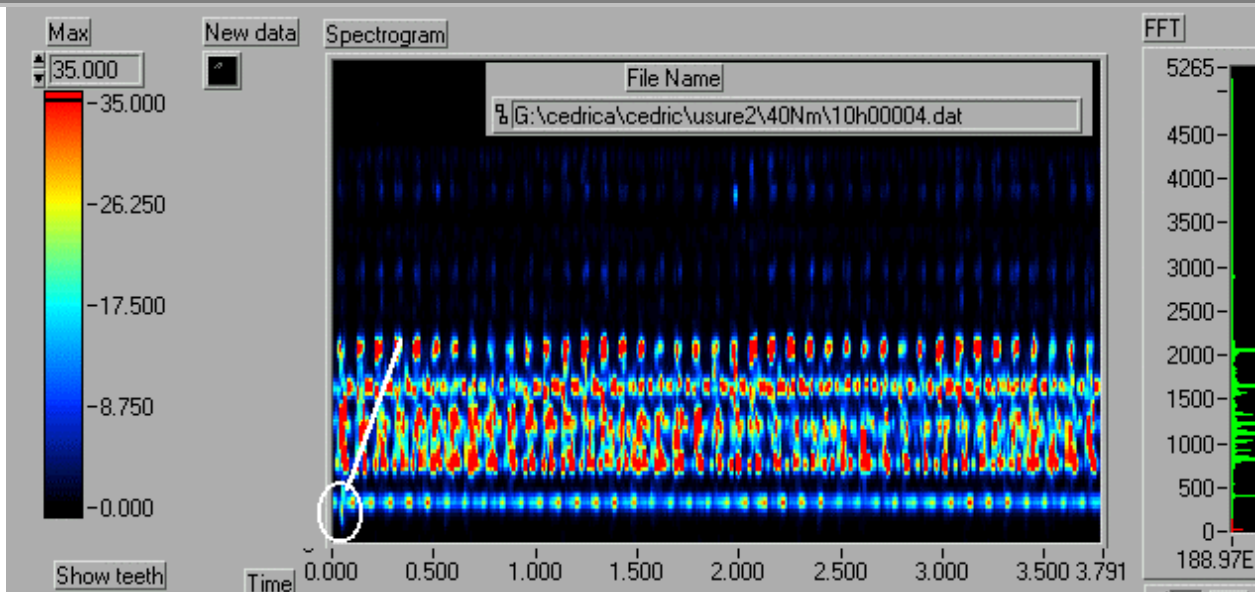 Max
New data
Spectrogram
FFT
35.000
File Name
G:\cedrica\cedric\usure2\40Nm\10h00004.dat
-35.000
-26.250
-17.500
-8.750
-0.000
5265-
4500-
4000-
3500-
3000-
2500-
2000-
1500-
1000-
500-
0-
188.97E
0.000 0.500 1.000 1.500 2.000 2.500 3.000 3.500 3.791
Show teeth
Time